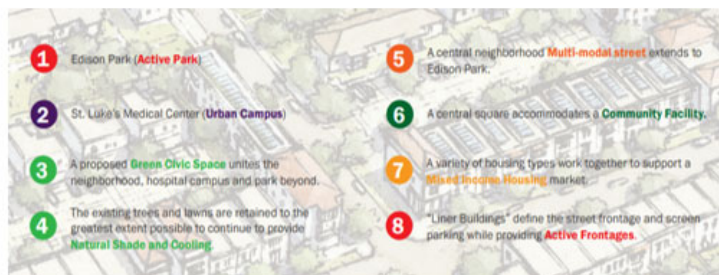 1 Edison Park (Active Park)
2 St. Luke's Medical Center (Urban Campus)
3 A proposed Green Civic Space unites the
neighborhood, hospital campus and park beyond.
4 The existing trees and lawns are retained to the
greatest extent possible to continue to provide
Natural Shade and Cooling.
5 A central neighborhood Multi-modal street extends to
Edison Park.
6 A central square accommodates a Community Facility.
7 A variety of housing types work together to support a
Mixed Income Housing market.
8 "Liner Buildings" define the street frontage and screen
parking while providing Active Frontages.